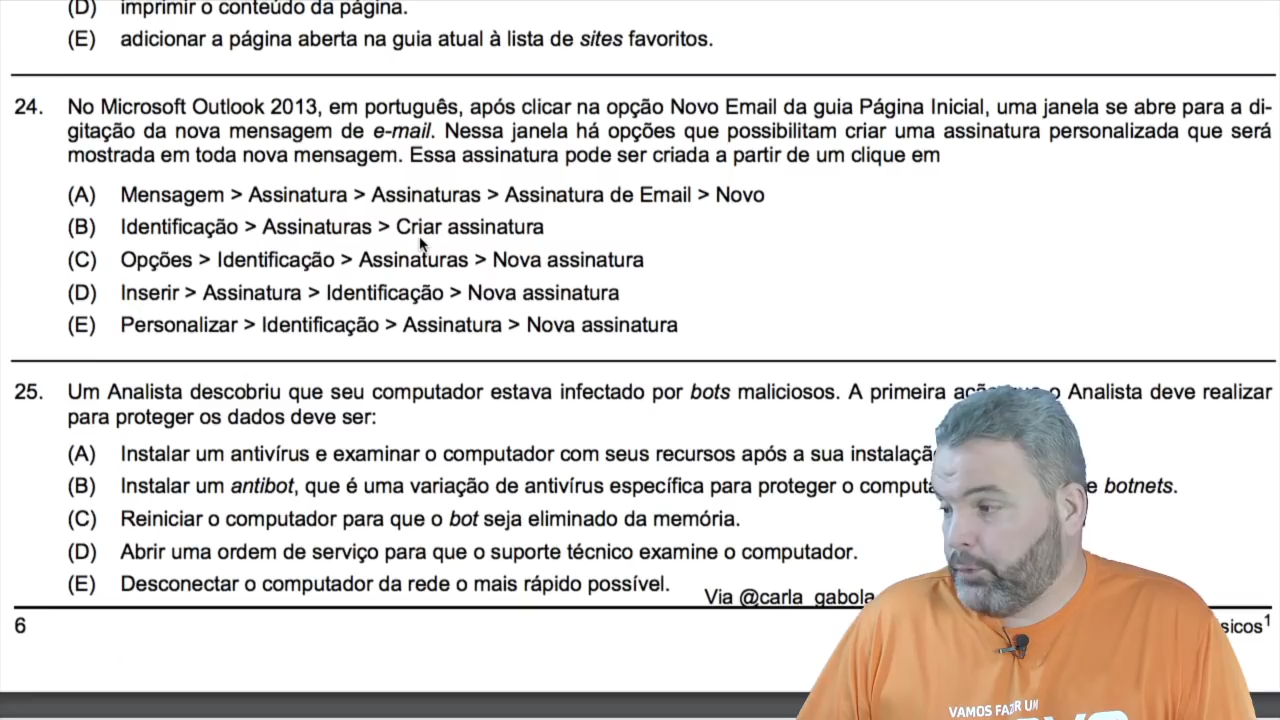 (D) imprimir o conteúdo da página.
(E) adicionar a página aberta na guia atual à lista de sites favoritos.
24. No Microsoft Outlook 2013, em português, após clicar na opção Novo Email da guia Página Inicial, uma janela se abre para a di-
gitação da nova mensagem de e-mail. Nessa janela há opções que possibilitam criar uma assinatura personalizada que será
mostrada em toda nova mensagem. Essa assinatura pode ser criada a partir de um clique em
(A) Mensagem > Assinatura > Assinaturas > Assinatura de Email > Novo
(B) Identificação > Assinaturas > Criar assinatura
(C) Opções > Identificação > Assinaturas > Nova assinatura
(D) Inserir > Assinatura > Identificação > Nova assinatura
(E) Personalizar > Identificação > Assinatura > Nova assinatura
25. Um Analista descobriu que seu computador estava infectado por bots maliciosos. A primeira o Analista deve realizar
para proteger os dados deve ser:
(A) Instalar um antivírus e examinar o computador com seus recursos após a sua
(B) Instalar um antibot, que é uma variação de antivírus específica para proteger o e botnets.
(C) Reiniciar o computador para que o bot seja eliminado da memória.
(D) Abrir uma ordem de serviço para que o suporte técnico examine o computador.
(E) Desconectar o computador da rede o mais rápido possível.
Via @carla_gabola
6 sicos1
VAMOS FAZER UM